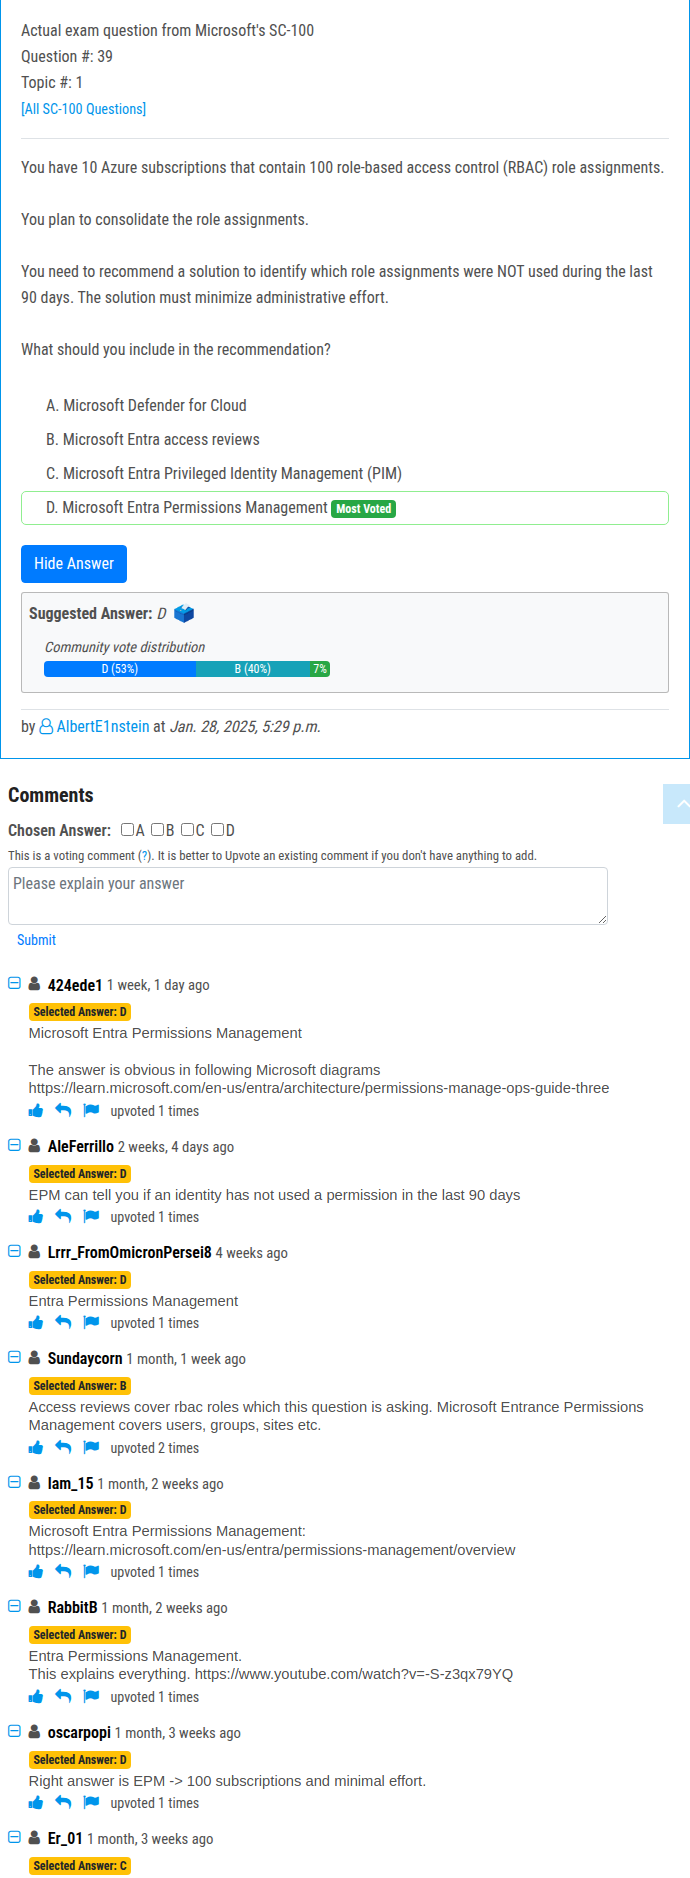 Actual exam question from Microsoft's SC-100
Question #: 39
Topic #: 1
[All SC-100 Questions]
You have 10 Azure subscriptions that contain 100 role-based access control (RBAC) role assignments.
You plan to consolidate the role assignments.
You need to recommend a solution to identify which role assignments were NOT used during the last
90 days. The solution must minimize administrative effort.
What should you include in the recommendation?
A. Microsoft Defender for Cloud
B. Microsoft Entra access reviews
C. Microsoft Entra Privileged Identity Management (PIM)
D. Microsoft Entra Permissions Management Most Voted
Hide Answer
Suggested Answer: D
Community vote distribution
D (53%) B (40%) 7%
by AlbertE1nstein at Jan. 28, 2025, 5:29 p.m.
Comments
Chosen Answer: A B C D
This is a voting comment (?). It is better to Upvote an existing comment if you don't have anything to add.
Please explain your answer
Submit
424ede1 1 week, 1 day ago
Selected Answer: D
Microsoft Entra Permissions Management
The answer is obvious in following Microsoft diagrams
https://learn.microsoft.com/en-us/entra/architecture/permissions-manage-ops-guide-three
upvoted 1 times
AleFerrillo 2 weeks, 4 days ago
Selected Answer: D
EPM can tell you if an identity has not used a permission in the last 90 days
upvoted 1 times
Lrrr_FromOmicronPersei8 4 weeks ago
Selected Answer: D
Entra Permissions Management
upvoted 1 times
Sundaycorn 1 month, 1 week ago
Selected Answer: B
Access reviews cover rbac roles which this question is asking. Microsoft Entrance Permissions
Management covers users, groups, sites etc.
upvoted 2 times
Iam_15 1 month, 2 weeks ago
Selected Answer: D
Microsoft Entra Permissions Management:
https://learn.microsoft.com/en-us/entra/permissions-management/overview
upvoted 1 times
RabbitB 1 month, 2 weeks ago
Selected Answer: D
Entra Permissions Management.
This explains everything. https://www.youtube.com/watch?v=-S-z3qx79YQ
upvoted 1 times
oscarpopi 1 month, 3 weeks ago
Selected Answer: D
Right answer is EPM -> 100 subscriptions and minimal effort.
upvoted 1 times
Er_01 1 month, 3 weeks ago
Selected Answer: C